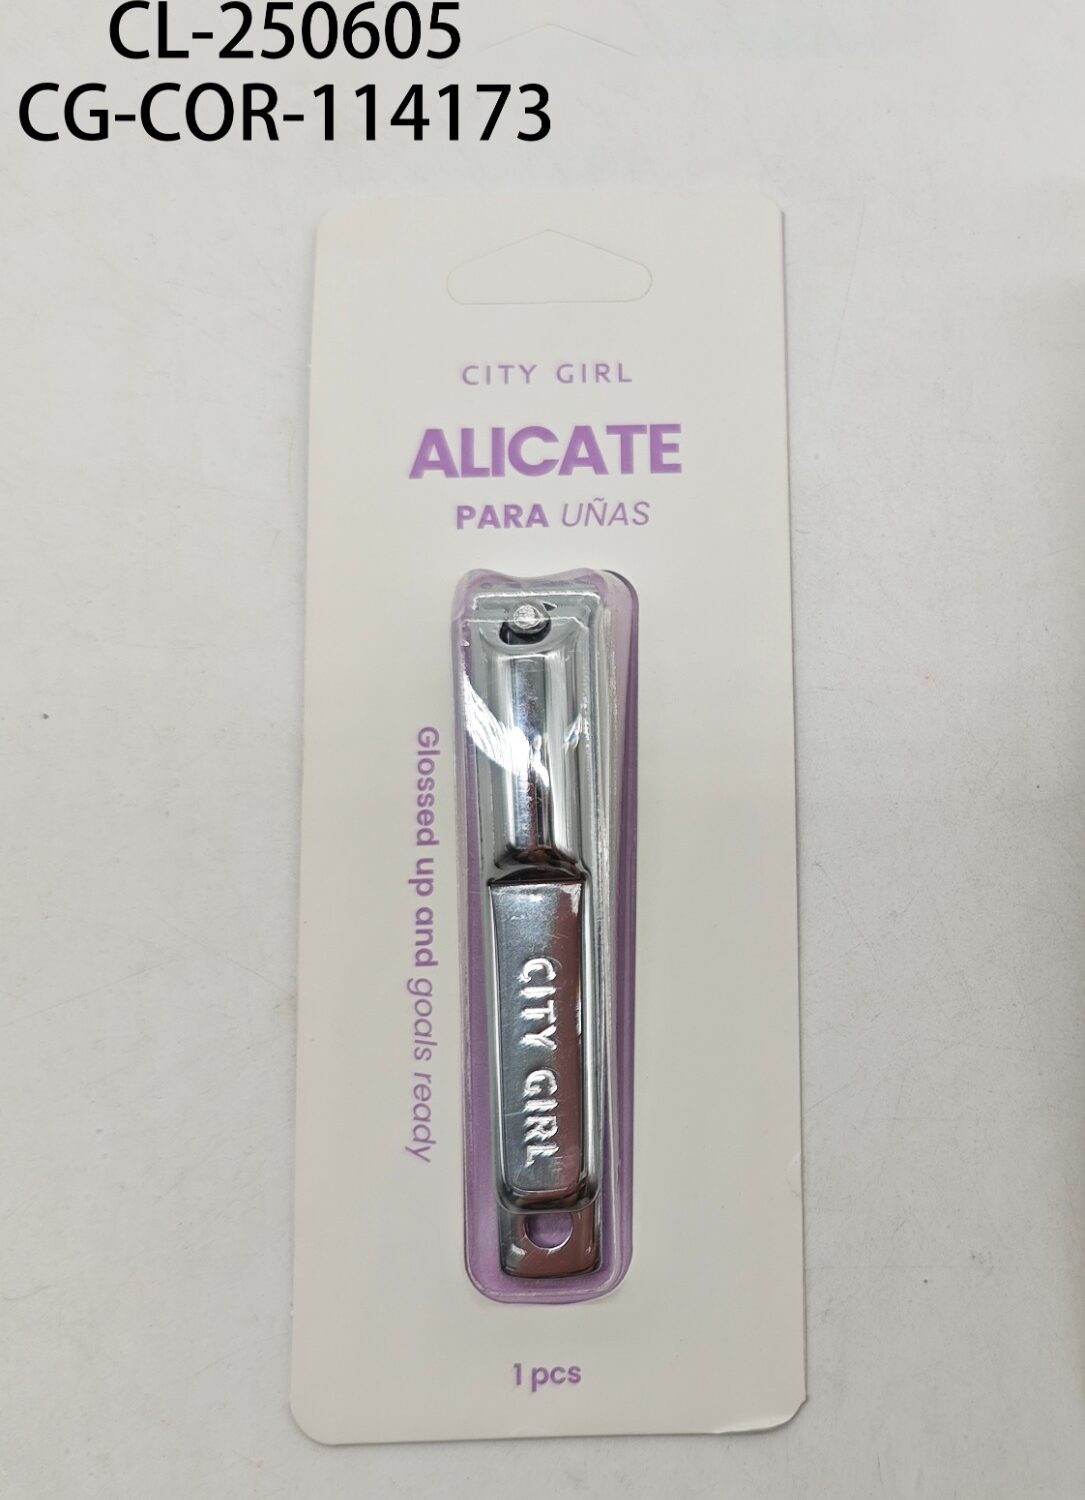 CL-250605
CG-COR-114173
CITY GIRL
ALICATE
PARA UÑAS
Glossed up and goals ready
CITY GIRL
1 pcs